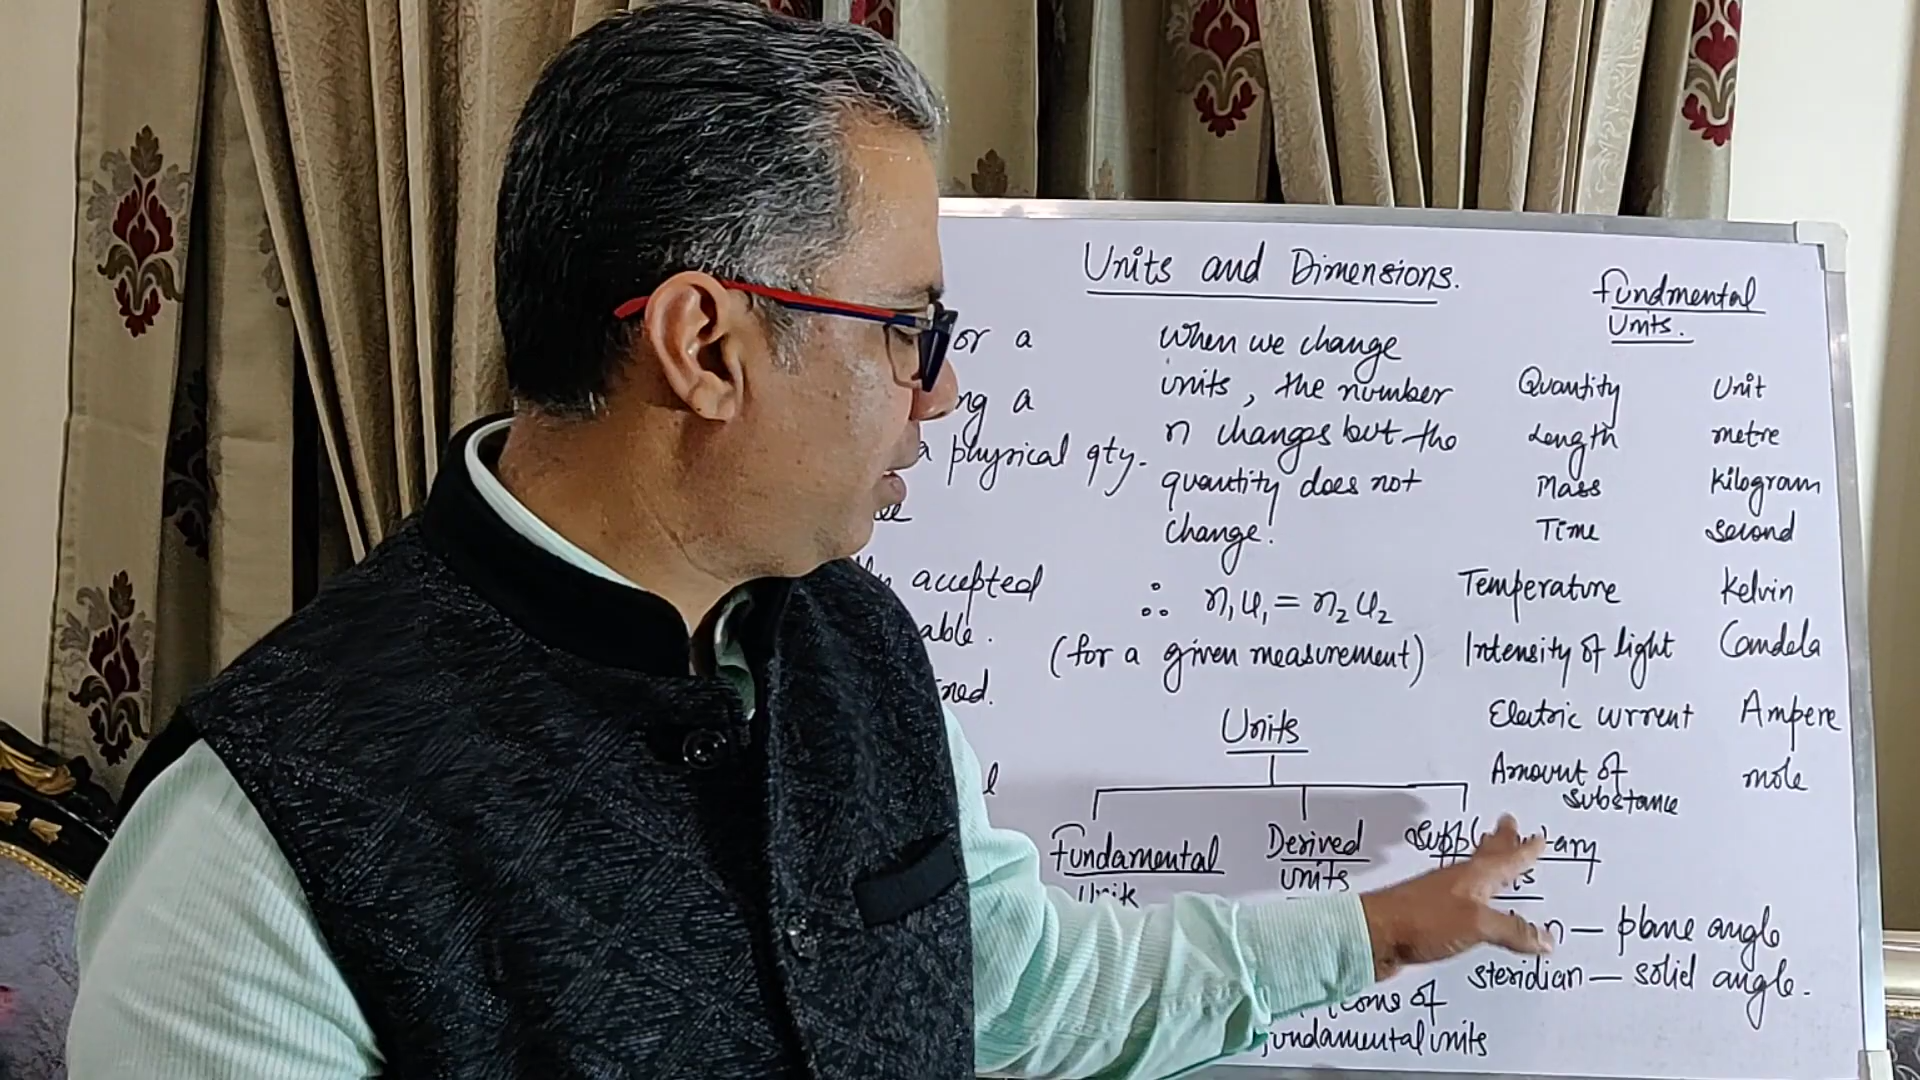 Units and Dimensions.
or a
ng a
a physical qty.
accepted
able.
ned.
When we change
units, the number
n changes but the
quantity does not
change.
∴ n₁u₁ = n₂u₂
(for a given measurement)
Units
Fundamental
Derived
units
steridian — solid angle.
— plane angle
of
fundamental units
Fundmental
Units.
Quantity Unit
Length metre
Mass Kilogram
Time Second
Temperature Kelvin
Intensity of light Candela
Electric current Ampere
Amount of mole
substance